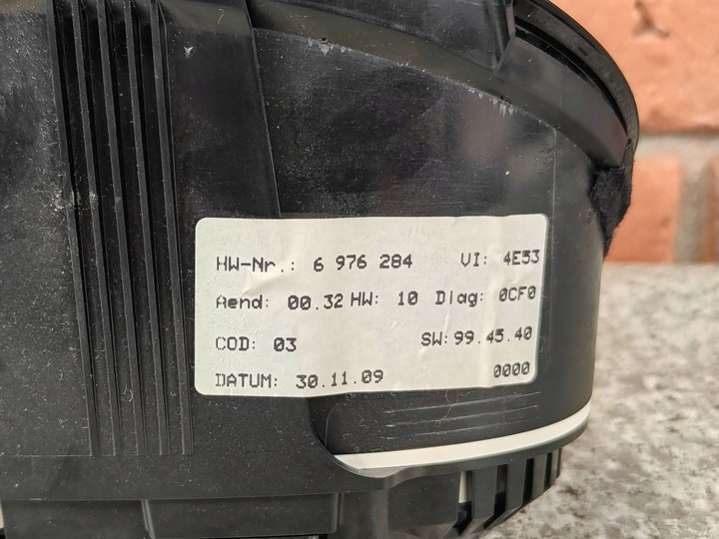 HW-Nr.: 6 976 284 VI: 4E53
Aend: 00.32 HW: 10 Diag: 0CF0
COD: 03 SW: 99.45.40
DATUM: 30.11.09 0000